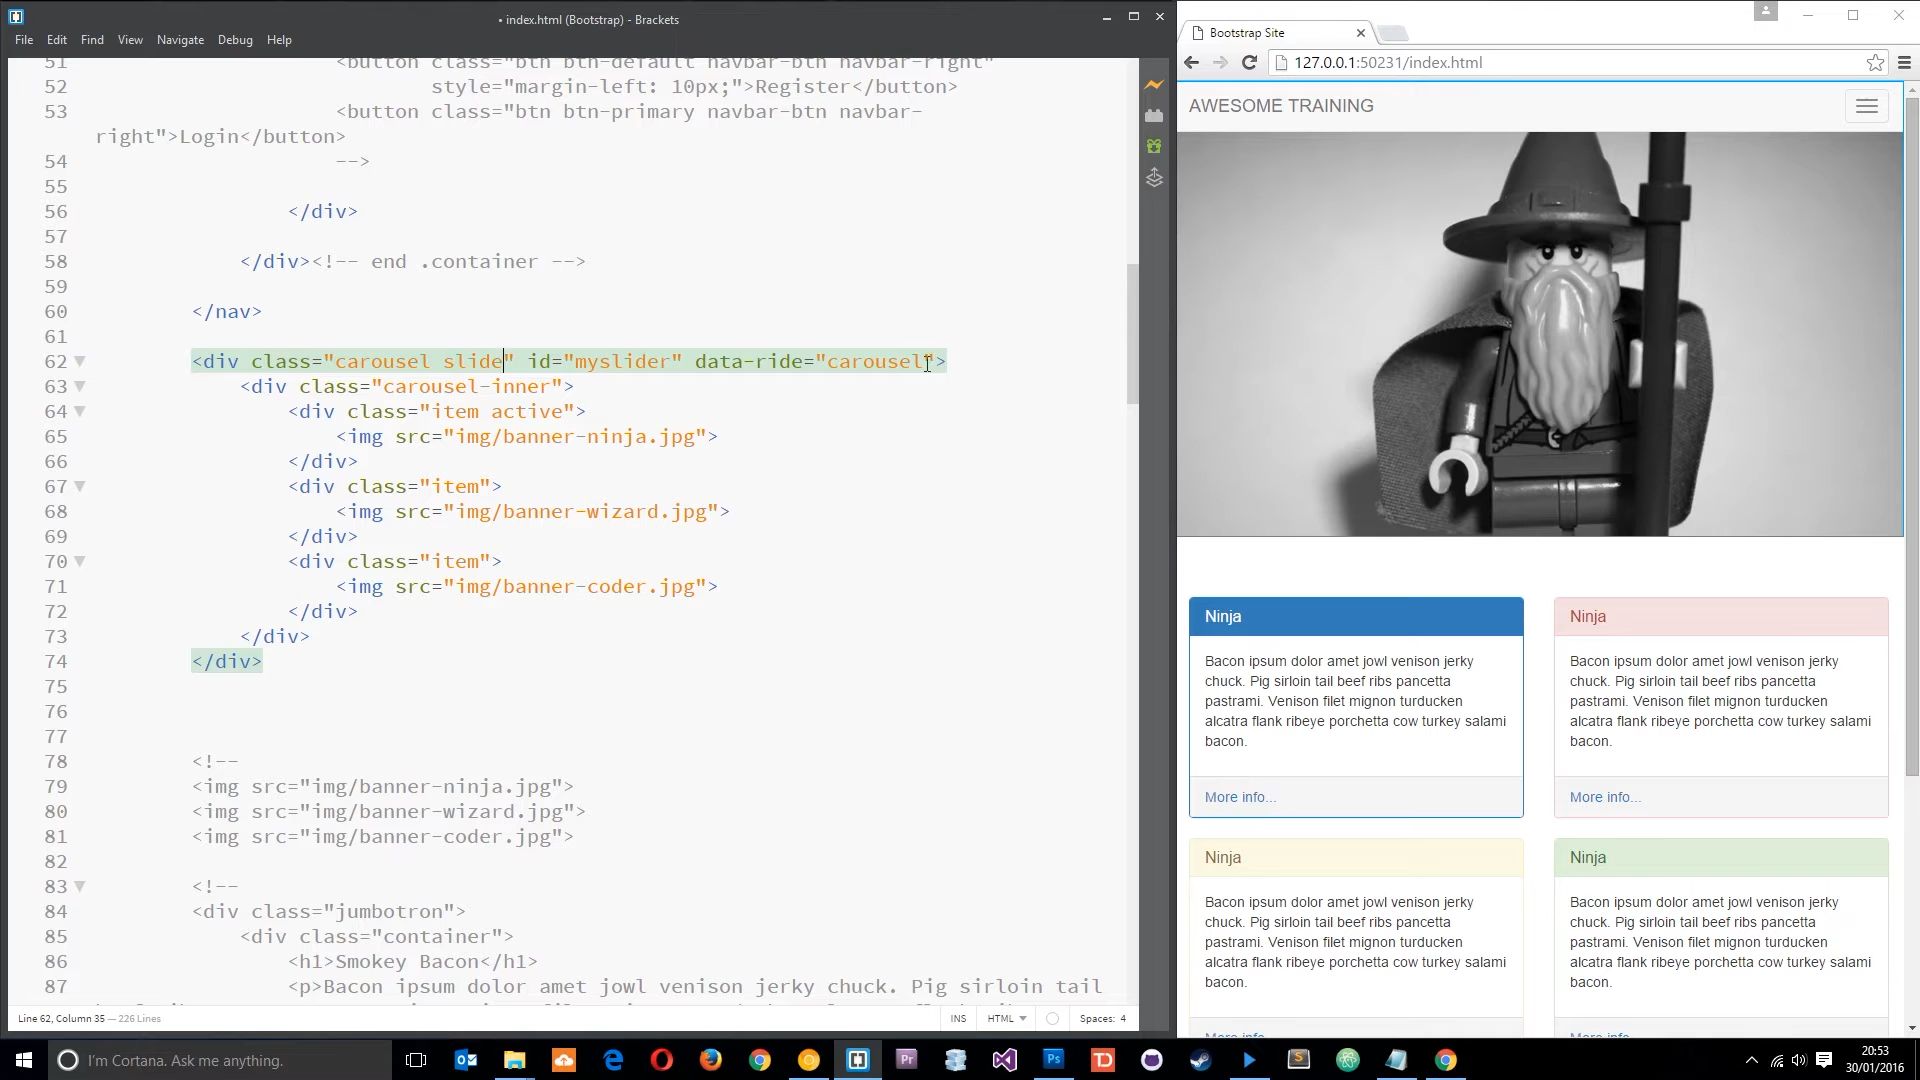 • index.html (Bootstrap) - Brackets
File Edit Find View Navigate Debug Help
51 <button class="btn btn-default navbar-btn navbar-right"
52 style="margin-left: 10px;">Register</button>
53 <button class="btn btn-primary navbar-btn navbar-
right">Login</button>
54 -->
55
56 </div>
57
58 </div><!-- end .container -->
59
60 </nav>
61
62 <div class="carousel slide" id="myslider" data-ride="carousel">
63 <div class="carousel-inner">
64 <div class="item active">
65 <img src="img/banner-ninja.jpg">
66 </div>
67 <div class="item">
68 <img src="img/banner-wizard.jpg">
69 </div>
70 <div class="item">
71 <img src="img/banner-coder.jpg">
72 </div>
73 </div>
74 </div>
75
76
77
78 <!--
79 <img src="img/banner-ninja.jpg">
80 <img src="img/banner-wizard.jpg">
81 <img src="img/banner-coder.jpg">
82
83 <!--
84 <div class="jumbotron">
85 <div class="container">
86 <h1>Smokey Bacon</h1>
87 <p>Bacon ipsum dolor amet jowl venison jerky chuck. Pig sirloin tail
Line 62, Column 35 — 226 Lines
INS HTML Spaces: 4
Bootstrap Site
127.0.0.1:50231/index.html
AWESOME TRAINING
Ninja
Bacon ipsum dolor amet jowl venison jerky
chuck. Pig sirloin tail beef ribs pancetta
pastrami. Venison filet mignon turducken
alcatra flank ribeye porchetta cow turkey salami
bacon.
More info...
Ninja
Bacon ipsum dolor amet jowl venison jerky
chuck. Pig sirloin tail beef ribs pancetta
pastrami. Venison filet mignon turducken
alcatra flank ribeye porchetta cow turkey salami
bacon.
More info...
Ninja
Bacon ipsum dolor amet jowl venison jerky
chuck. Pig sirloin tail beef ribs pancetta
pastrami. Venison filet mignon turducken
alcatra flank ribeye porchetta cow turkey salami
bacon.
Ninja
Bacon ipsum dolor amet jowl venison jerky
chuck. Pig sirloin tail beef ribs pancetta
pastrami. Venison filet mignon turducken
alcatra flank ribeye porchetta cow turkey salami
bacon.
I'm Cortana. Ask me anything.
Pr
Ps
20:53
30/01/2016